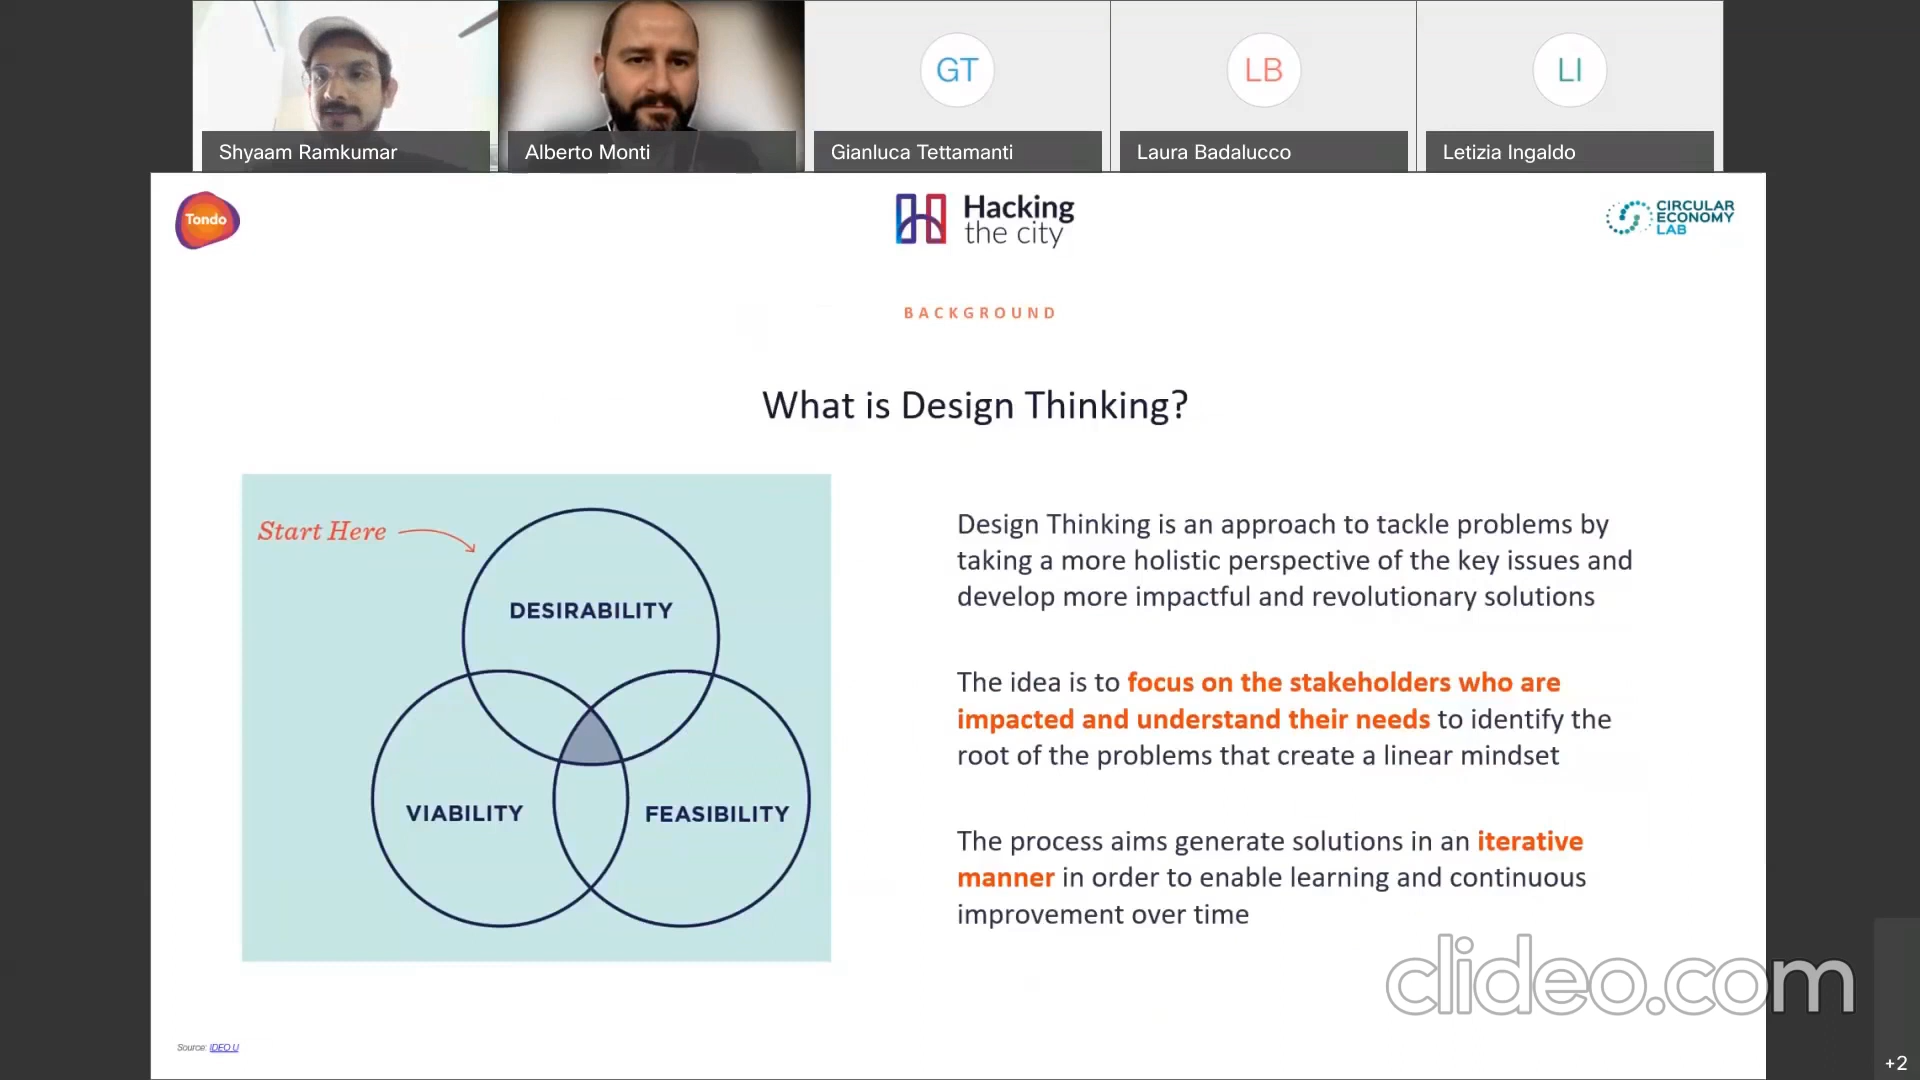 GT
LB
LI
Shyaam Ramkumar
Alberto Monti
Gianluca Tettamanti
Laura Badalucco
Letizia Ingaldo
Tondo
Hacking
the city
CIRCULAR
ECONOMY
LAB
BACKGROUND
What is Design Thinking?
Start Here
DESIRABILITY
VIABILITY
FEASIBILITY
Design Thinking is an approach to tackle problems by
taking a more holistic perspective of the key issues and
develop more impactful and revolutionary solutions
The idea is to focus on the stakeholders who are
impacted and understand their needs to identify the
root of the problems that create a linear mindset
The process aims generate solutions in an iterative
manner in order to enable learning and continuous
improvement over time
clideo.com
Source: IDEO U
+2